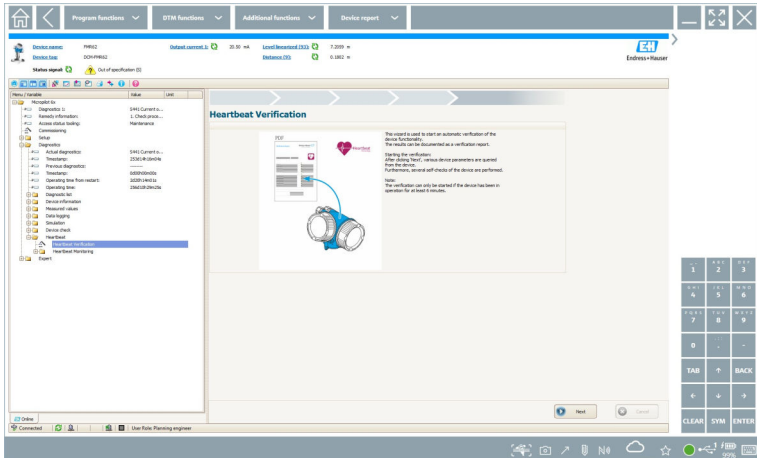 Program functions
DTM functions
Additional functions
Device report
Device name: FMR62
Output current 1: 20.50 mA
Level linearized [%]:
Distance [9]:
Device tag:
Status signal: Out of specification (S)
Endress+Hauser
Menu / Variable Value Unit
Micropilot 6x
Diagnostics 1: S441 Current o...
Remedy information: 1. Check proce...
Access status tooling: Maintenance
Commissioning
Setup
Diagnostics
Actual diagnostics: S441 Current o...
Timestamp:
Previous diagnostics: --------
Timestamp: 0d00h00m00s
Operating time from restart:
Operating time:
Diagnostic list
Device information
Measured values
Data logging
Simulation
Device check
Heartbeat
Heartbeat Verification
Heartbeat Monitoring
Expert
Heartbeat Verification
PDF
Heartbeat
This wizard is used to start an automatic verification of the
device functionality.
The results can be documented as a verification report.
Starting the verification:
After clicking 'Next', various device parameters are queried
from the device.
Furthermore, several self-checks of the device are performed.
Note:
The verification can only be started if the device has been in
operation for at least 6 minutes.
Next
Cancel
Online
Connected
User Role: Planning engineer
1 ABC 2 DEF 3
GHI 4 JKL 5 MNO 6
PQRS 7 TUV 8 WXYZ 9
0 . -
TAB BACK
CLEAR SYM ENTER
99%